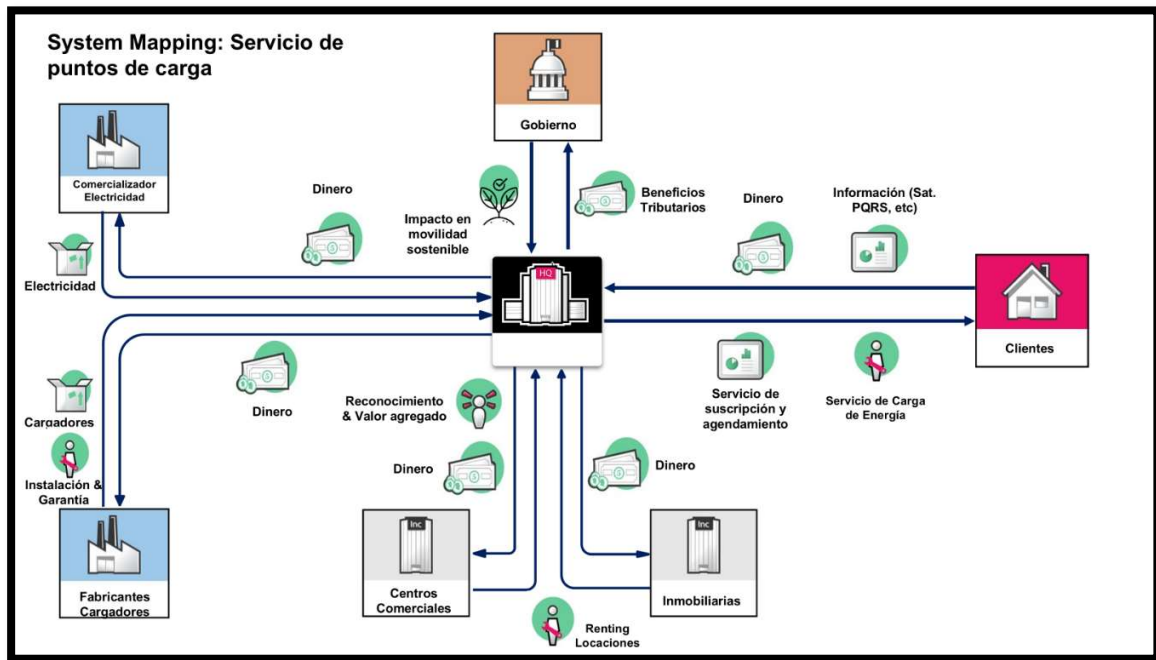 System Mapping: Servicio de
puntos de carga
Gobierno
Comercializador
Electricidad
Dinero
Impacto en
movilidad
sostenible
Beneficios
Tributarios
Dinero
Información (Sat.
PQRS, etc)
Electricidad
HQ
Clientes
Cargadores
Instalación &
Garantía
Dinero
Reconocimiento
& Valor agregado
Servicio de
suscripción y
agendamiento
Servicio de Carga
de Energía
Dinero
Dinero
Fabricantes
Cargadores
Inc
Centros
Comerciales
Inc
Inmobiliarias
Renting
Locaciones